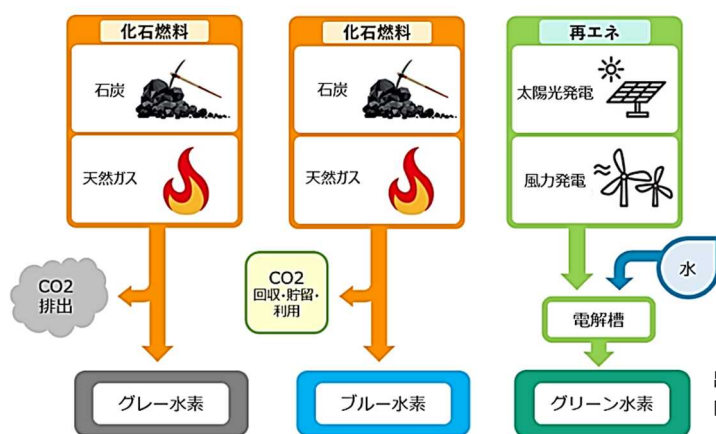 化石燃料
石炭
天然ガス
CO2
排出
グレー水素
化石燃料
石炭
天然ガス
CO2
回収・貯留・
利用
ブルー水素
再エネ
太陽光発電
風力発電
水
電解槽
グリーン水素